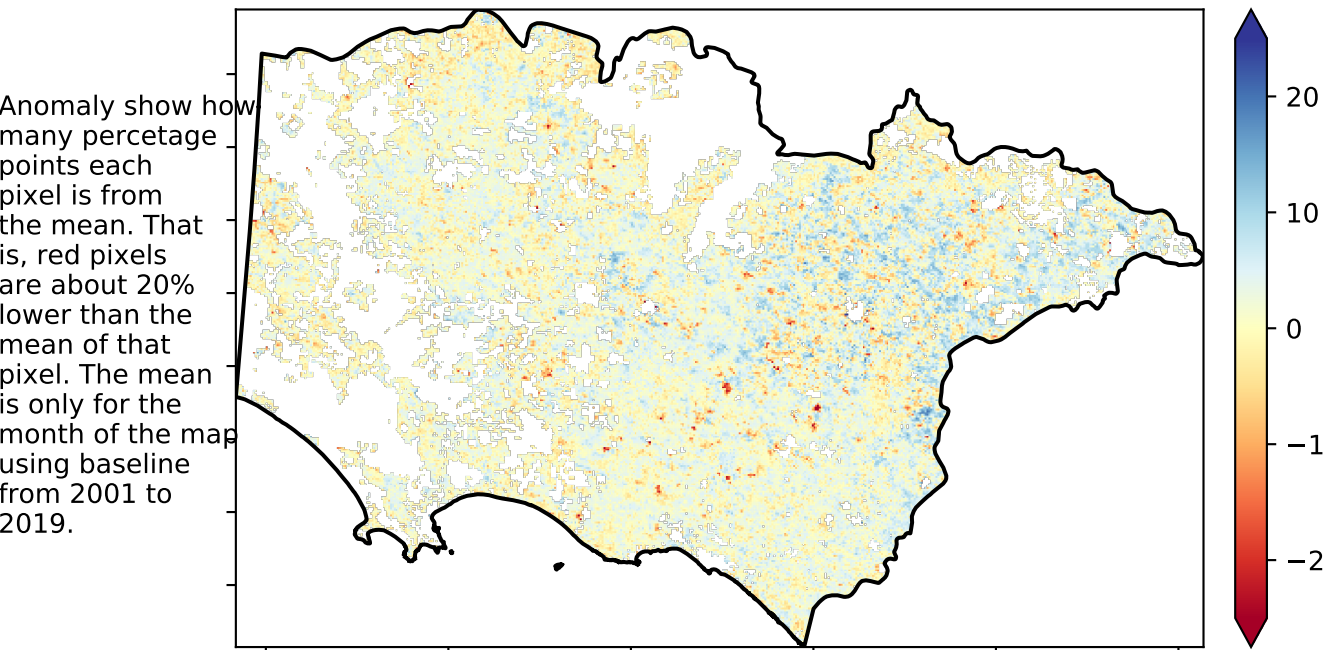 Anomaly show how
many percetage
points each
pixel is from
the mean. That
is, red pixels
are about 20%
lower than the
mean of that
pixel. The mean
is only for the
month of the map
using baseline
from 2001 to
2019.
20
10
0
−1
−2